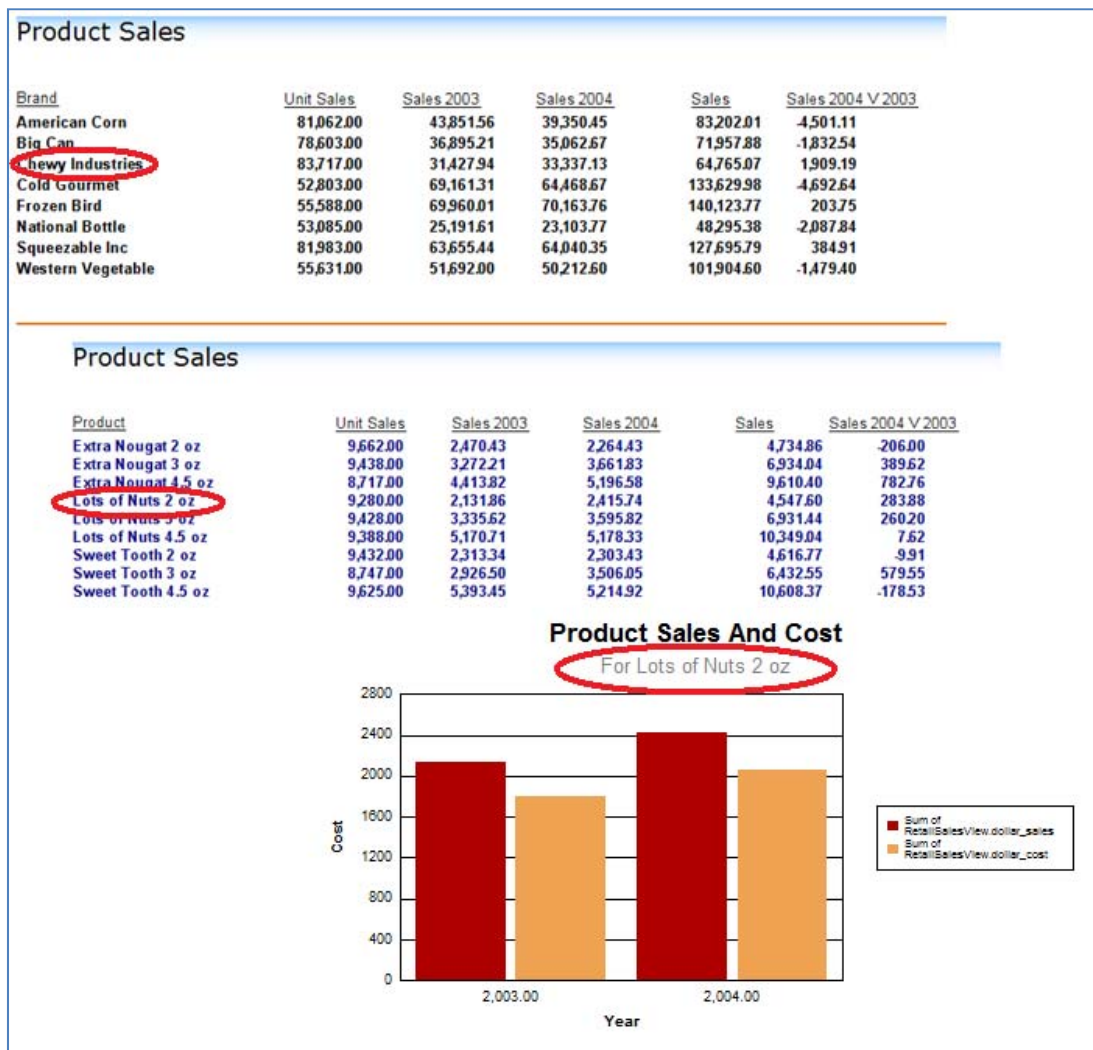 Product Sales
Brand Unit Sales Sales 2003 Sales 2004 Sales Sales 2004 V 2003
American Corn 81,062.00 43,851.56 39,350.45 83,202.01 -4,501.11
Big Can 78,603.00 36,895.21 35,062.67 71,957.88 -1,832.54
Chewy Industries 83,717.00 31,427.94 33,337.13 64,765.07 1,909.19
Cold Gourmet 52,803.00 69,161.31 64,468.67 133,629.98 -4,692.64
Frozen Bird 55,588.00 69,960.01 70,163.76 140,123.77 203.75
National Bottle 53,085.00 25,191.61 23,103.77 48,295.38 -2,087.84
Squeezable Inc 81,983.00 63,655.44 64,040.35 127,695.79 384.91
Western Vegetable 55,631.00 51,692.00 50,212.60 101,904.60 -1,479.40
Product Sales
Product Unit Sales Sales 2003 Sales 2004 Sales Sales 2004 V 2003
Extra Nougat 2 oz 9,662.00 2,470.43 2,264.43 4,734.86 -206.00
Extra Nougat 3 oz 9,438.00 3,272.21 3,661.83 6,934.04 389.62
Extra Nougat 4.5 oz 8,717.00 4,413.82 5,196.58 9,610.40 782.76
Lots of Nuts 2 oz 9,280.00 2,131.86 2,415.74 4,547.60 283.88
Lots of Nuts 3 oz 9,428.00 3,335.62 3,595.82 6,931.44 260.20
Lots of Nuts 4.5 oz 9,388.00 5,170.71 5,178.33 10,349.04 7.62
Sweet Tooth 2 oz 9,432.00 2,313.34 2,303.43 4,616.77 -9.91
Sweet Tooth 3 oz 8,747.00 2,926.50 3,506.05 6,432.55 579.55
Sweet Tooth 4.5 oz 9,625.00 5,393.45 5,214.92 10,608.37 -178.53
Product Sales And Cost
For Lots of Nuts 2 oz
2800
2400
2000
1600
1200
800
400
0
Cost
2,003.00 2,004.00
Year
Sum of
RetailSalesView.dollar_sales
Sum of
RetailSalesView.dollar_cost